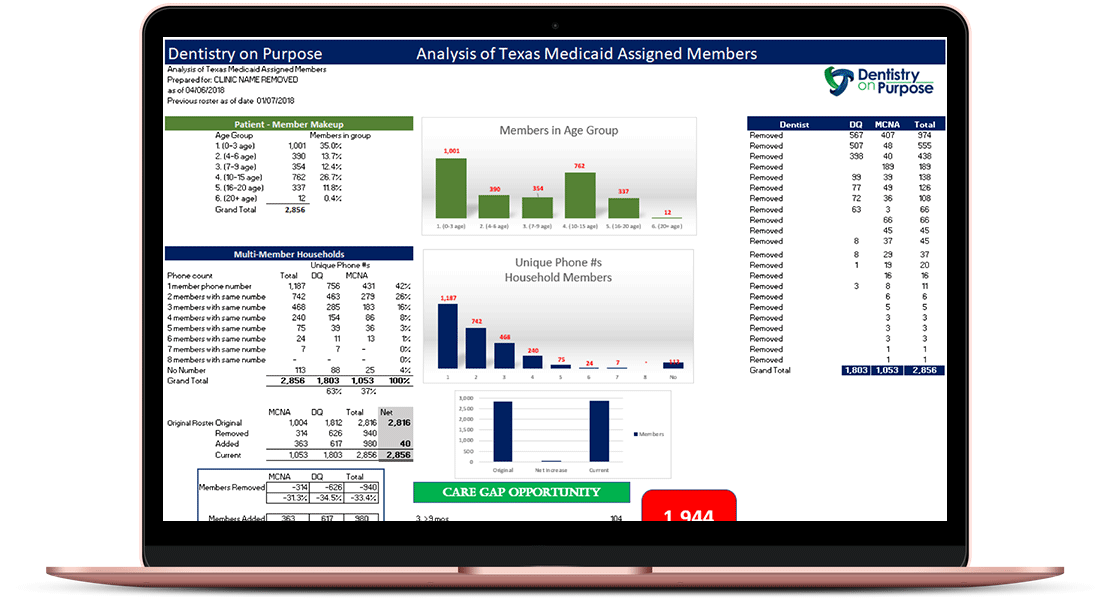 Dentistry on Purpose Analysis of Texas Medicaid Assigned Members
Analysis of Texas Medicaid Assigned Members
Prepared for: CLINIC NAME REMOVED
as of 04/06/2018
Previous roster as of date 01/07/2018
Dentistry
on Purpose
Patient - Member Makeup
Age Group Members in group
1. (0-3 age) 1,001 35.0%
2. (4-6 age) 390 13.7%
3. (7-9 age) 354 12.4%
4. (10-15 age) 762 26.7%
5. (16-20 age) 337 11.8%
6. (20+ age) 12 0.4%
Grand Total 2,856
Members in Age Group
1,001
390
354
762
337
12
1. (0-3 age) 2. (4-6 age) 3. (7-9 age) 4. (10-15 age) 5. (16-20 age) 6. (20+ age)
Multi-Member Households
Unique Phone #s
Phone count Total DQ MCNA
1 member phone number 1,187 756 431 42%
2 members with same numbe 742 463 279 26%
3 members with same numbe 468 285 183 16%
4 members with same numbe 240 154 86 8%
5 members with same numbe 75 39 36 3%
6 members with same numbe 24 11 13 1%
7 members with same numbe 7 7 - 0%
8 members with same numbe - - - 0%
No Number 113 88 25 4%
Grand Total 2,856 1,803 1,053 100%
63% 37%
Unique Phone #s
Household Members
1,187
742
468
240
75
24
7
-
113
1 2 3 4 5 6 7 8 No
MCNA DQ Total Net
Original Roster Original 1,004 1,812 2,816 2,816
Removed 314 626 940
Added 363 617 980 40
Current 1,053 1,803 2,856 2,856
3,000
2,500
2,000
1,500
1,000
500
0
Original Net Increase Current
Members
MCNA DQ Total
Members Removed -314 -626 -940
-31.3% -34.5% -33.4%
Members Added 363 617 980
CARE GAP OPPORTUNITY
3. >9 mos 104
1,944
Dentist DQ MCNA Total
Removed 567 407 974
Removed 507 48 555
Removed 398 40 438
Removed 189 189
Removed 99 39 138
Removed 77 49 126
Removed 72 36 108
Removed 63 3 66
Removed 66 66
Removed 45 45
Removed 8 37 45
Removed 8 29 37
Removed 1 19 20
Removed 16 16
Removed 3 8 11
Removed 6 6
Removed 5 5
Removed 3 3
Removed 3 3
Removed 3 3
Removed 1 1
Removed 1 1
Grand Total 1,803 1,053 2,856